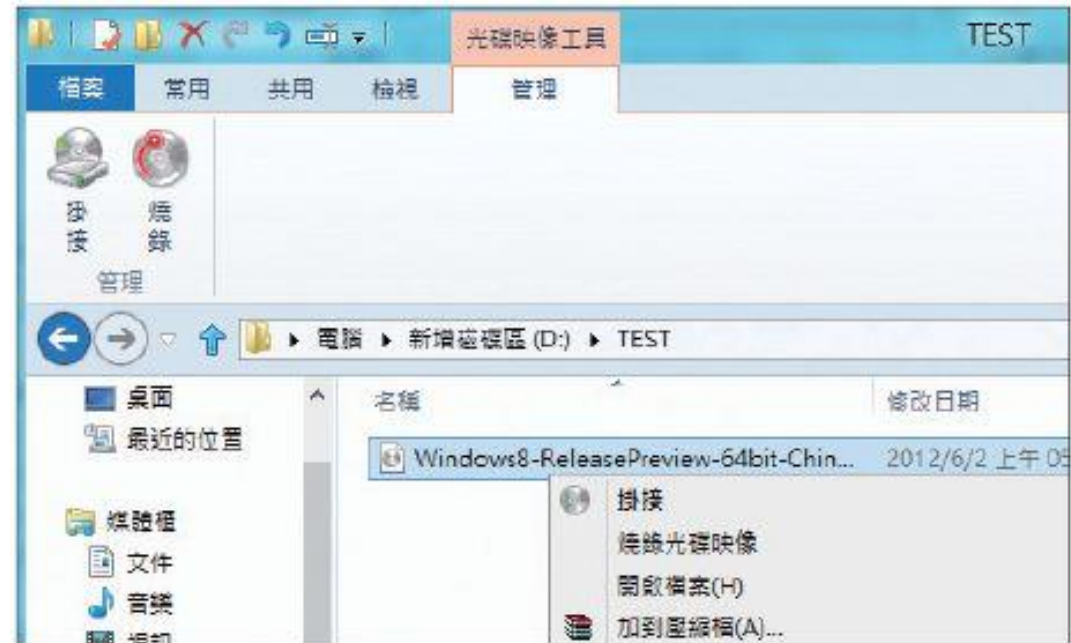 光碟映像工具
TEST
檔案 常用 共用 檢視 管理
掛接
燒錄
管理
電腦 新增磁碟區 (D:) TEST
桌面
最近的位置
媒體櫃
文件
音樂
視訊
名稱 修改日期
Windows8-ReleasePreview-64bit-Chin... 2012/6/2 上午 05
掛接
燒錄光碟映像
開啟檔案(H)
加到壓縮檔(A)...